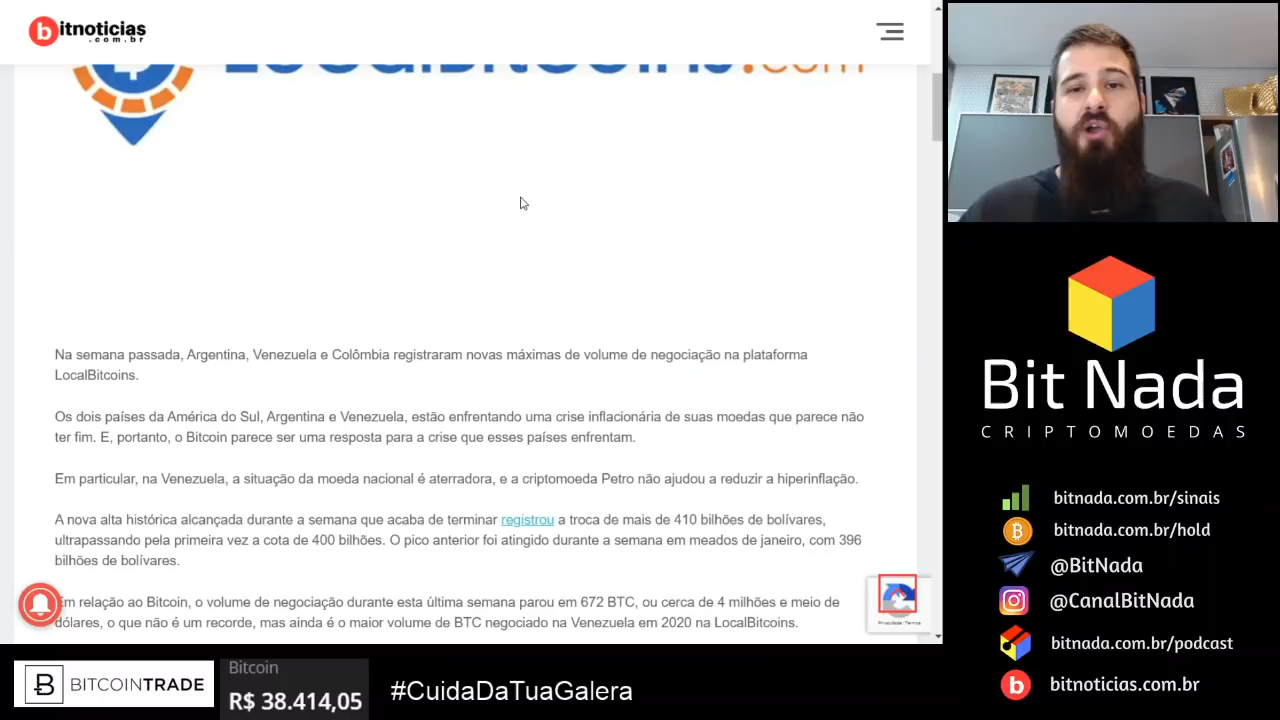 bitnoticias
.com.br
LocalBitcoins.com
Na semana passada, Argentina, Venezuela e Colômbia registraram novas máximas de volume de negociação na plataforma
LocalBitcoins.
Os dois países da América do Sul, Argentina e Venezuela, estão enfrentando uma crise inflacionária de suas moedas que parece não
ter fim. E, portanto, o Bitcoin parece ser uma resposta para a crise que esses países enfrentam.
Em particular, na Venezuela, a situação da moeda nacional é aterradora, e a criptomoeda Petro não ajudou a reduzir a hiperinflação.
A nova alta histórica alcançada durante a semana que acaba de terminar registrou a troca de mais de 410 bilhões de bolívares,
ultrapassando pela primeira vez a cota de 400 bilhões. O pico anterior foi atingido durante a semana em meados de janeiro, com 396
bilhões de bolívares.
Em relação ao Bitcoin, o volume de negociação durante esta última semana parou em 672 BTC, ou cerca de 4 milhões e meio de
dólares, o que não é um recorde, mas ainda é o maior volume de BTC negociado na Venezuela em 2020 na LocalBitcoins.
Privacidade - Termos
Bit Nada
CRIPTOMOEDAS
bitnada.com.br/sinais
bitnada.com.br/hold
@BitNada
@CanalBitNada
bitnada.com.br/podcast
bitnoticias.com.br
BITCOINTRADE
Bitcoin
R$ 38.414,05
#CuidaDaTuaGalera